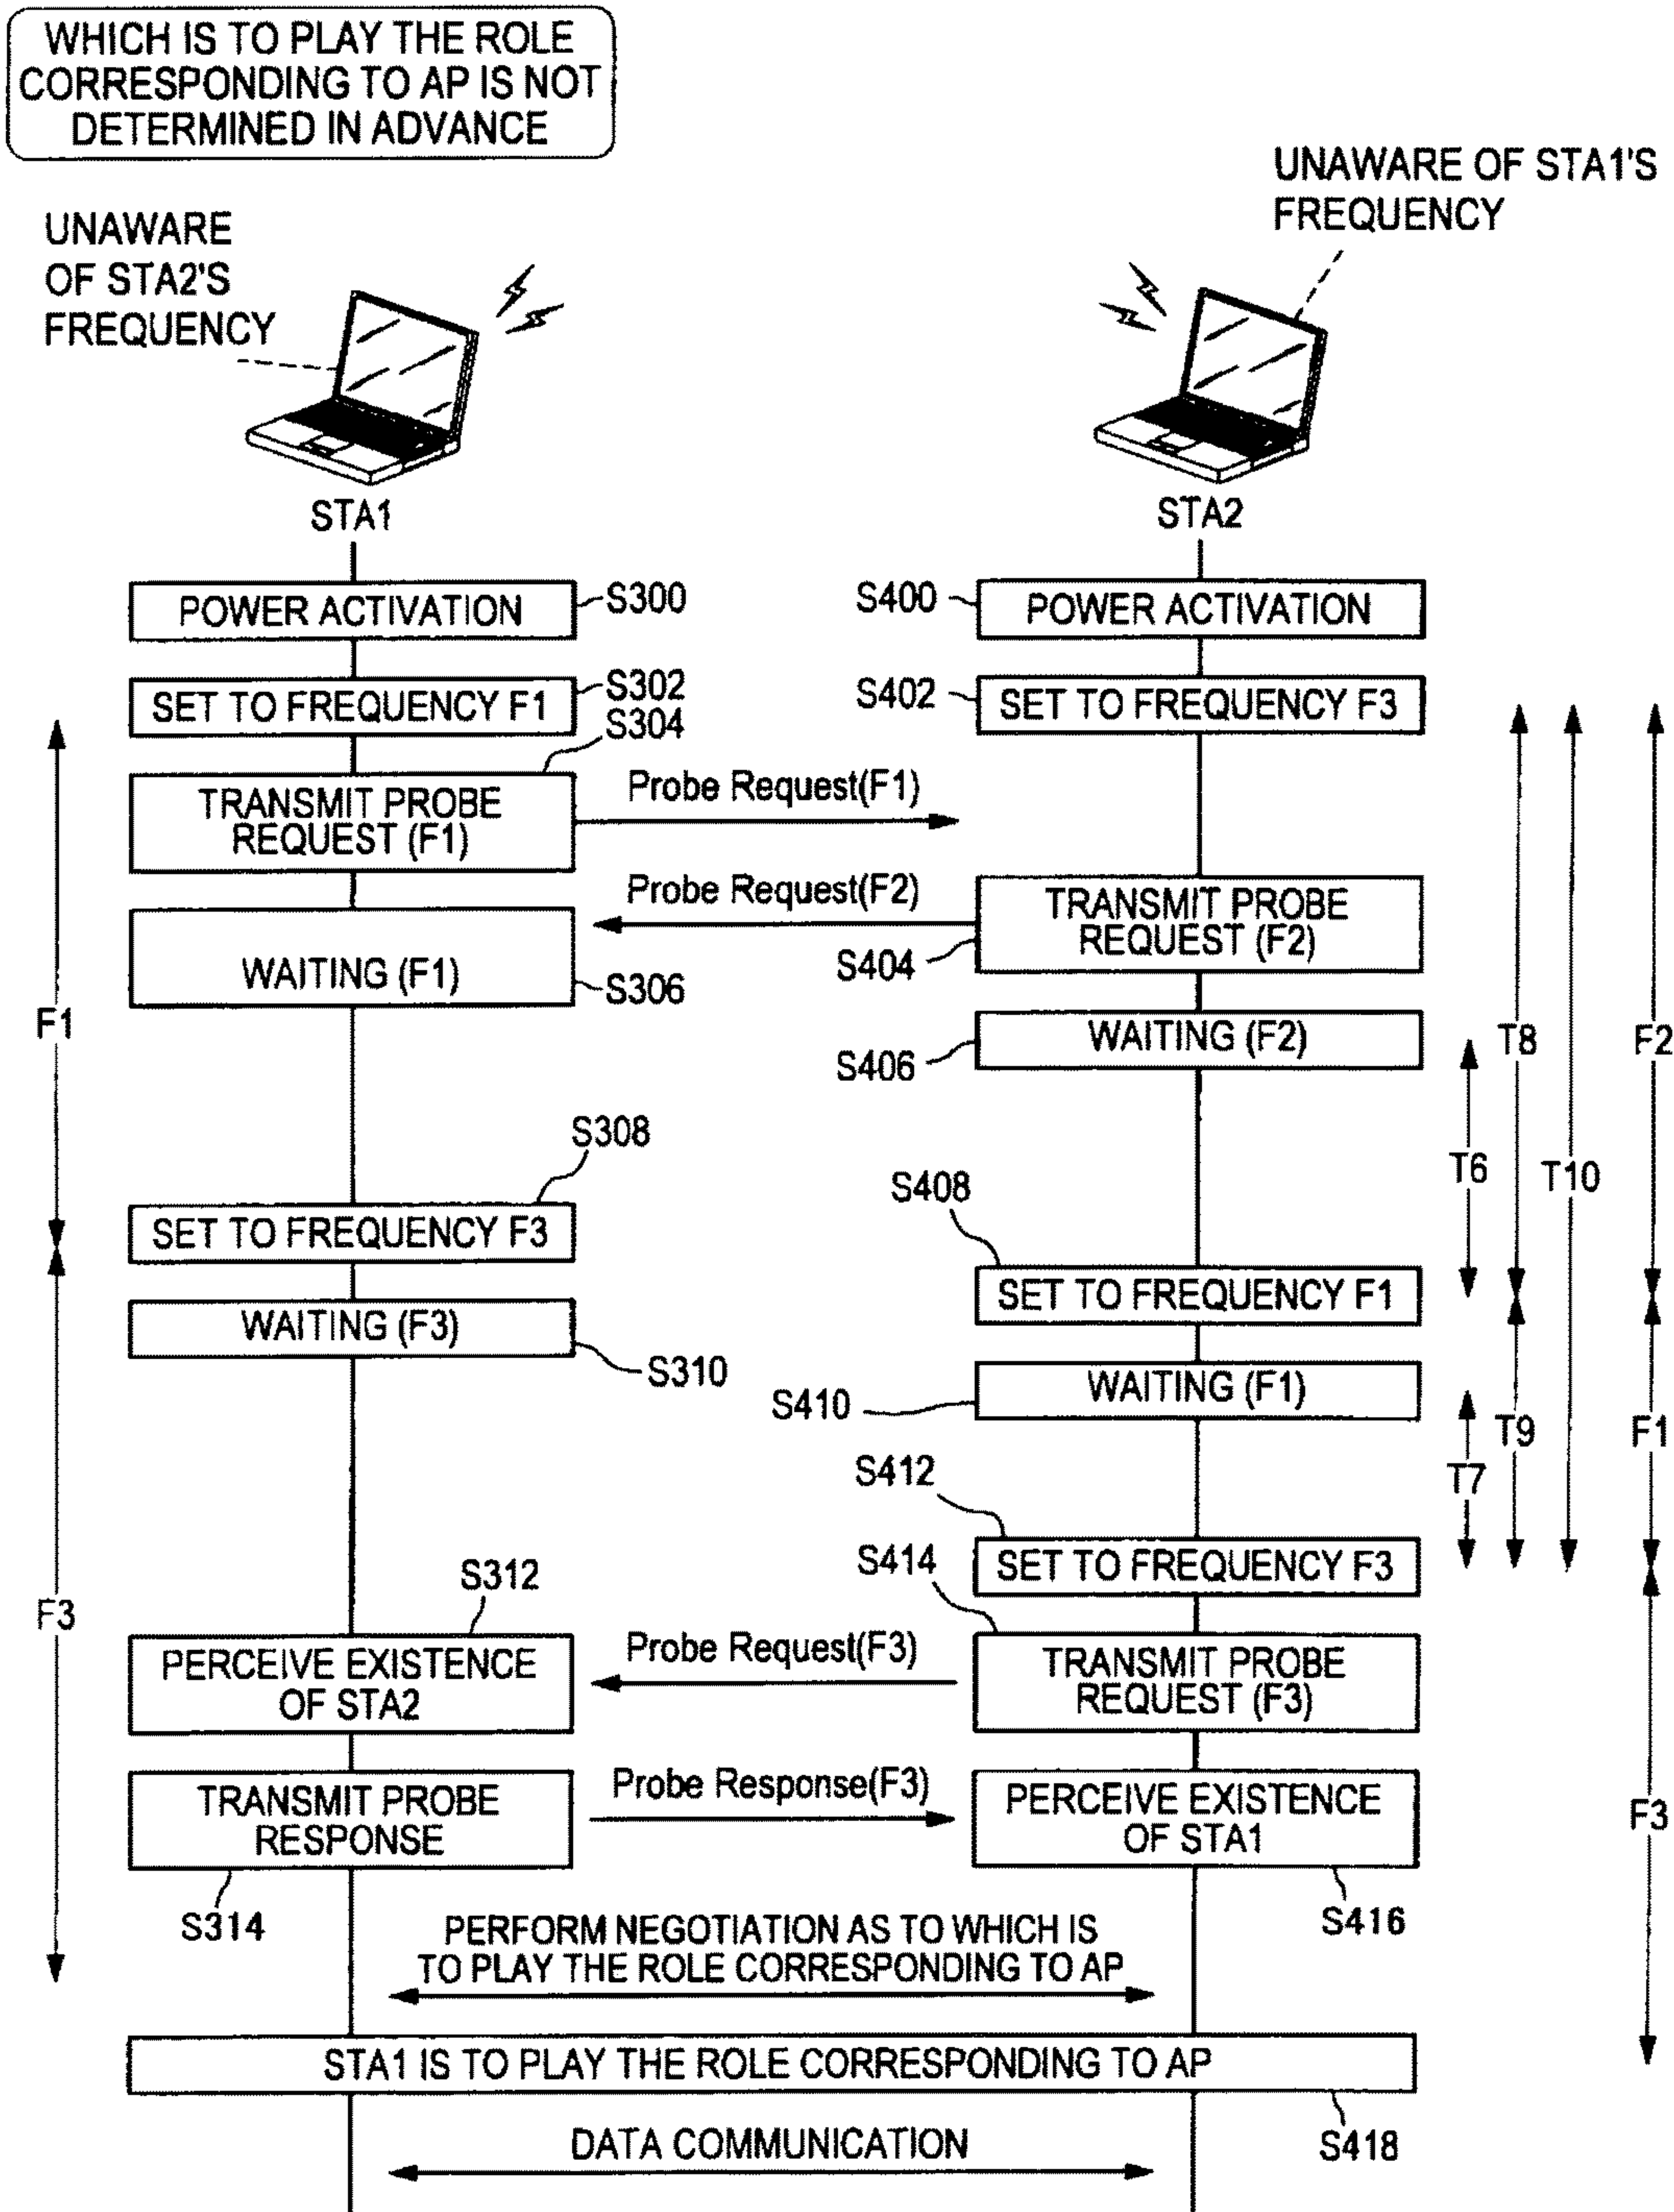 WHICH IS TO PLAY THE ROLE
CORRESPONDING TO AP IS NOT
DETERMINED IN ADVANCE
UNAWARE OF STA1'S
FREQUENCY
UNAWARE
OF STA2'S
FREQUENCY
STA1
STA2
POWER ACTIVATION
S300
S400
POWER ACTIVATION
SET TO FREQUENCY F1
S302
S402
SET TO FREQUENCY F3
S304
TRANSMIT PROBE
REQUEST (F1)
Probe Request(F1)
Probe Request(F2)
TRANSMIT PROBE
REQUEST (F2)
S404
WAITING (F1)
S306
F1
WAITING (F2)
S406
T8
F2
S308
T6
T10
S408
SET TO FREQUENCY F3
SET TO FREQUENCY F1
WAITING (F3)
S310
WAITING (F1)
S410
T9
F1
T7
S412
SET TO FREQUENCY F3
S414
S312
F3
PERCEIVE EXISTENCE
OF STA2
Probe Request(F3)
TRANSMIT PROBE
REQUEST (F3)
TRANSMIT PROBE
RESPONSE
Probe Response(F3)
PERCEIVE EXISTENCE
OF STA1
F3
S314
S416
PERFORM NEGOTIATION AS TO WHICH IS
TO PLAY THE ROLE CORRESPONDING TO AP
STA1 IS TO PLAY THE ROLE CORRESPONDING TO AP
S418
DATA COMMUNICATION